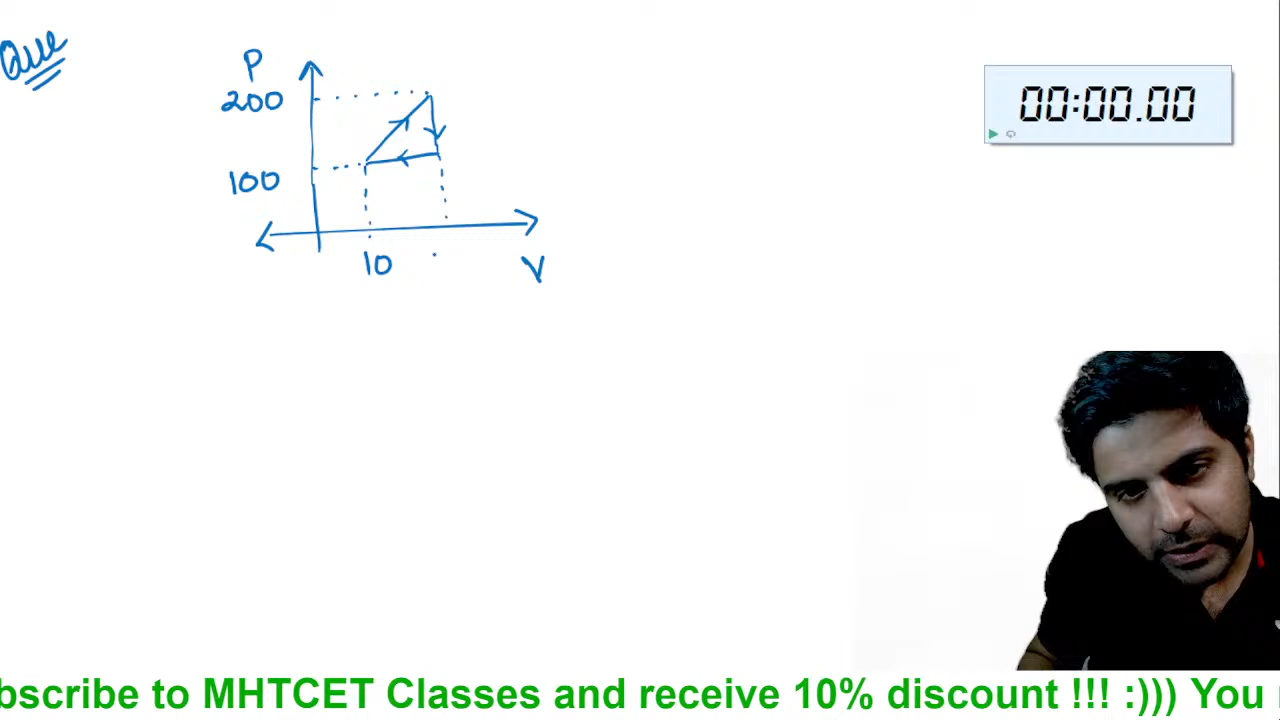 Que
P
200
100
10
V
00:00.00
bscribe to MHTCET Classes and receive 10% discount !!! :))) You